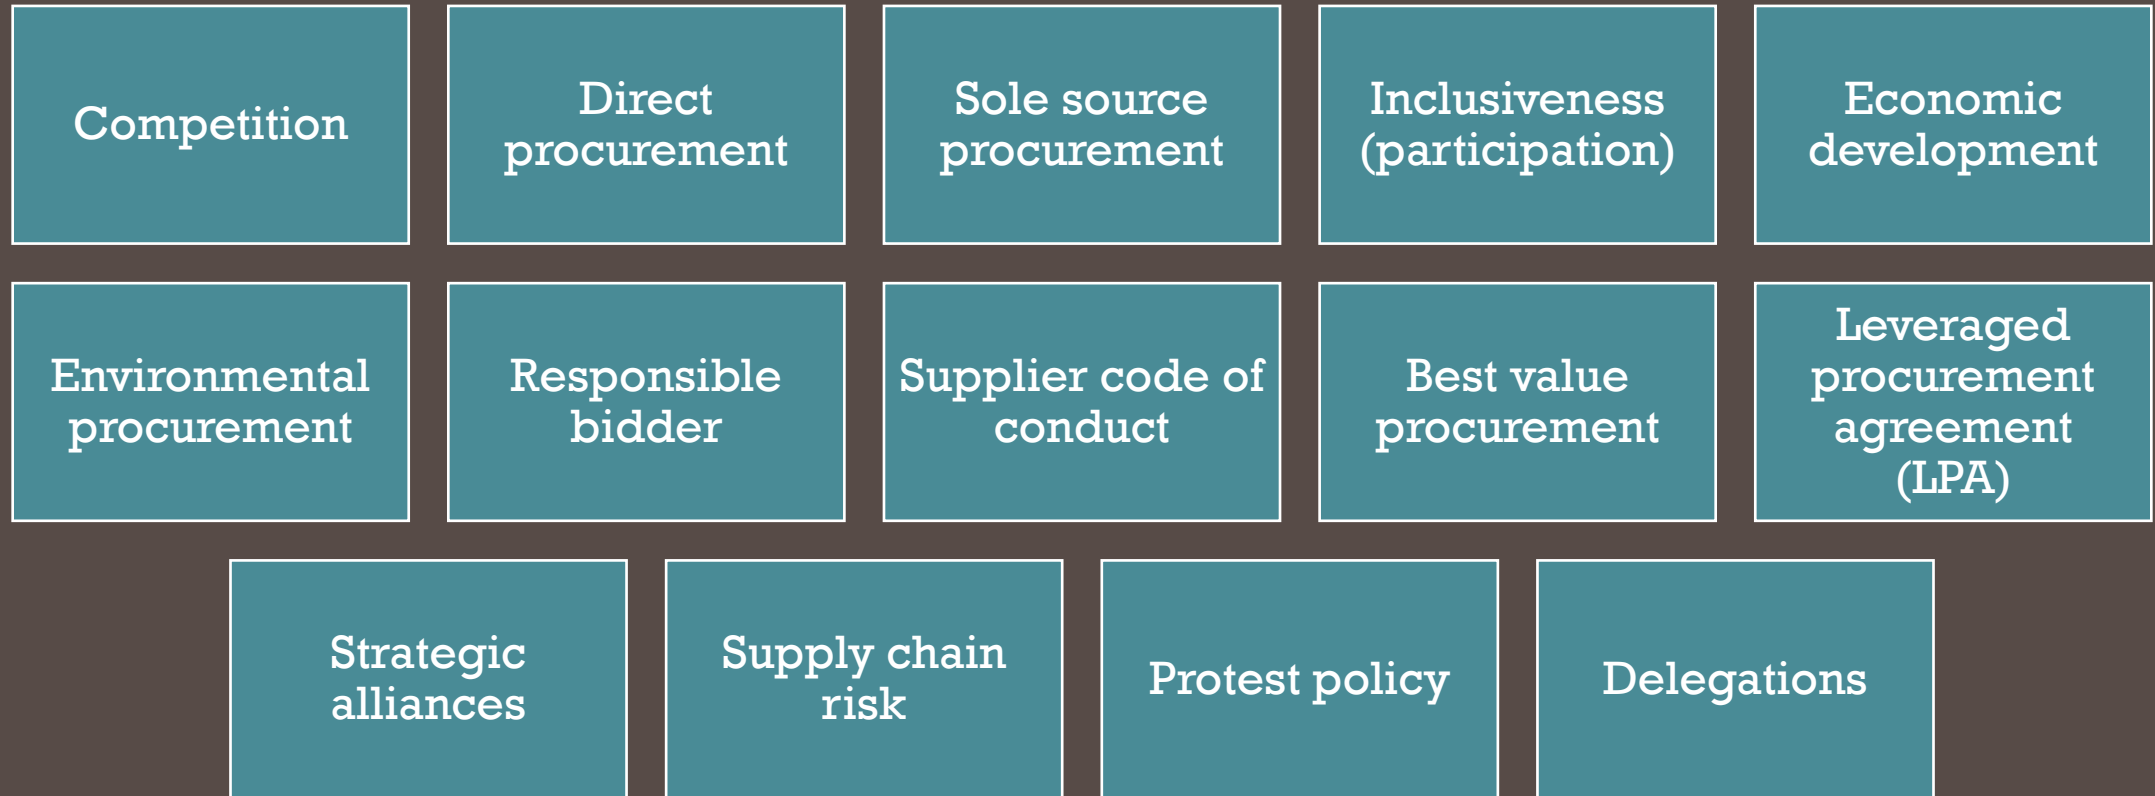 Competition
Direct
procurement
Sole source
procurement
Inclusiveness
(participation)
Economic
development
Environmental
procurement
Responsible
bidder
Supplier code of
conduct
Best value
procurement
Leveraged
procurement
agreement
(LPA)
Strategic
alliances
Supply chain
risk
Protest policy
Delegations